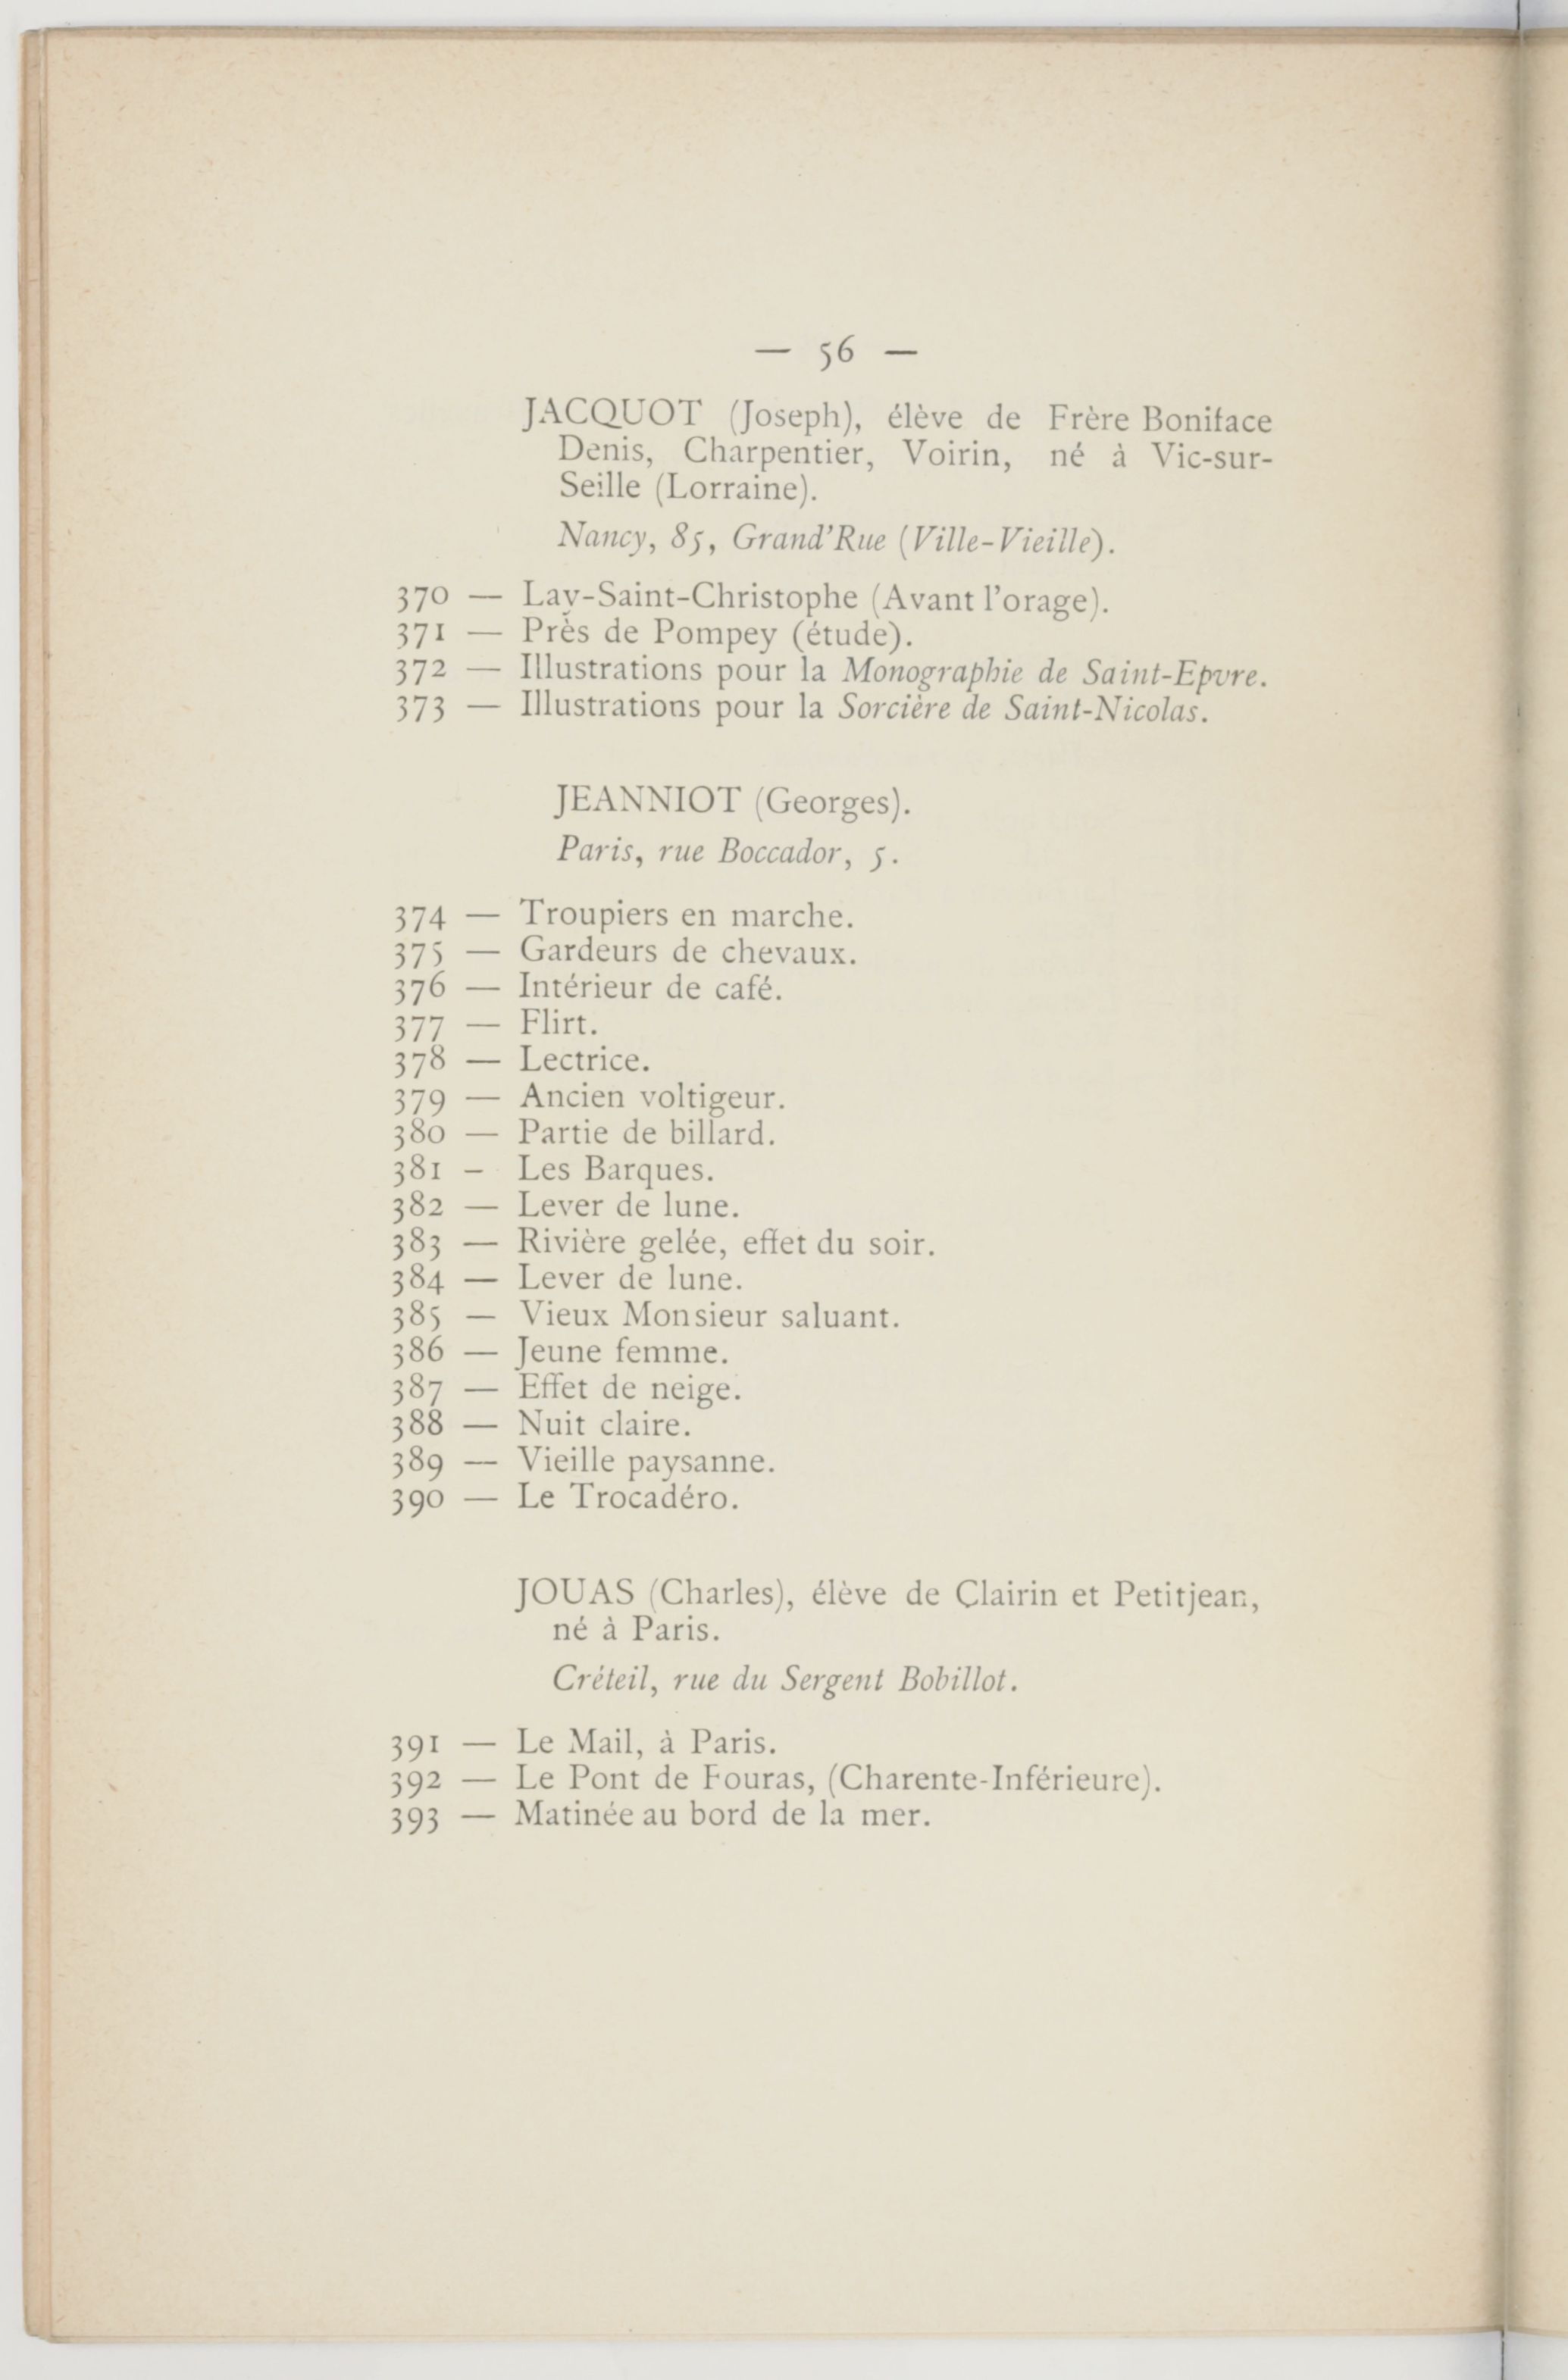 — 56 —
JACQUOT (Joseph), élève de Frère Boniface
Denis, Charpentier, Voirin, né à Vic-sur-
Seille (Lorraine).
Nancy, 85, Grand'Rue (Ville-Vieille).
370 — Lay-Saint-Christophe (Avant l'orage).
371 — Près de Pompey (étude).
372 — Illustrations pour la Monographie de Saint-Epvre.
373 — Illustrations pour la Sorcière de Saint-Nicolas.
JEANNIOT (Georges).
Paris, rue Boccador, 5.
374 — Troupiers en marche.
375 — Gardeurs de chevaux.
376 — Intérieur de café.
377 — Flirt.
378 — Lectrice.
379 — Ancien voltigeur.
380 — Partie de billard.
381 — Les Barques.
382 — Lever de lune.
383 — Rivière gelée, effet du soir.
384 — Lever de lune.
385 — Vieux Monsieur saluant.
386 — Jeune femme.
387 — Effet de neige.
388 — Nuit claire.
389 — Vieille paysanne.
390 — Le Trocadéro.
JOUAS (Charles), élève de Clairin et Petitjean,
né à Paris.
Créteil, rue du Sergent Bobillot.
391 — Le Mail, à Paris.
392 — Le Pont de Fouras, (Charente-Inférieure).
393 — Matinée au bord de la mer.